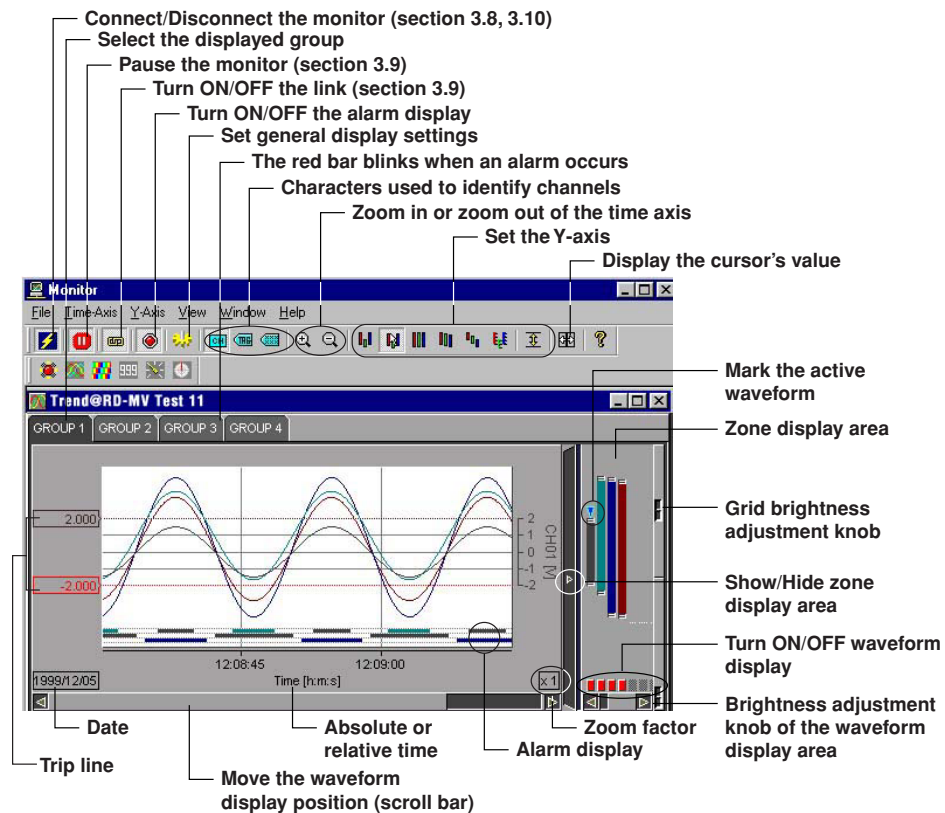 Connect/Disconnect the monitor (section 3.8, 3.10)
Select the displayed group
Pause the monitor (section 3.9)
Turn ON/OFF the link (section 3.9)
Turn ON/OFF the alarm display
Set general display settings
The red bar blinks when an alarm occurs
Characters used to identify channels
Zoom in or zoom out of the time axis
Set the Y-axis
Display the cursor's value
Monitor
File Time-Axis Y-Axis View Window Help
CH TAG
999
Trend@RD-MV Test 11
GROUP 1 GROUP 2 GROUP 3 GROUP 4
Mark the active
waveform
Zone display area
Grid brightness
adjustment knob
Show/Hide zone
display area
Turn ON/OFF waveform
display
Brightness adjustment
knob of the waveform
display area
2.000
-2.000
2
1
0
-1
-2
CH01 [V]
12:08:45 12:09:00
1999/12/05 Time [h:m:s] x 1
Date
Absolute or
relative time
Zoom factor
Alarm display
Trip line
Move the waveform
display position (scroll bar)